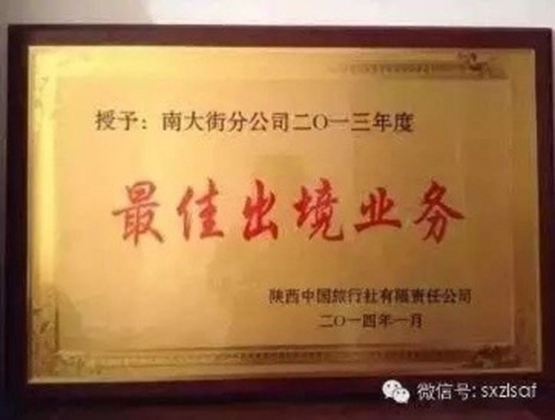 授予：南大街分公司二〇一三年度
最佳出境业务
陕西中国旅行社有限责任公司
二〇一四年一月
微信号: sxzlsaf